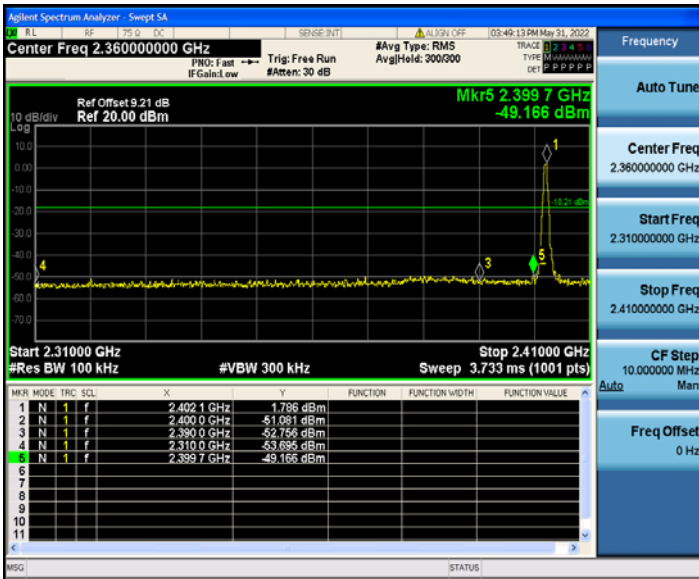 Agilent Spectrum Analyzer - Swept SA
RL RF 75 Ω DC SENSE:INT ALIGN OFF 03:49:13 PM May 31, 2022
Center Freq 2.360000000 GHz
PNO: Fast
IFGain:Low
Trig: Free Run
#Atten: 30 dB
#Avg Type: RMS
Avg|Hold: 300/300
TRACE 1 2 3 4 5 6
TYPE M
DET P P P P P P
Ref Offset 9.21 dB
Ref 20.00 dBm
10 dB/div
Log
Mkr5 2.399 7 GHz
-49.166 dBm
10.0
0.00
-10.0
-20.0
-30.0
-40.0
-50.0
-60.0
-70.0
-18.21 dBm
1
3
4
5
Start 2.31000 GHz Stop 2.41000 GHz
#Res BW 100 kHz #VBW 300 kHz Sweep 3.733 ms (1001 pts)
MKR MODE TRC SCL X Y FUNCTION FUNCTION WIDTH FUNCTION VALUE
1 N 1 f 2.402 1 GHz 1.786 dBm
2 N 1 f 2.400 0 GHz -51.081 dBm
3 N 1 f 2.390 0 GHz -52.756 dBm
4 N 1 f 2.310 0 GHz -53.695 dBm
5 N 1 f 2.399 7 GHz -49.166 dBm
6
7
8
9
10
11
MSG STATUS
Frequency
Auto Tune
Center Freq
2.360000000 GHz
Start Freq
2.310000000 GHz
Stop Freq
2.410000000 GHz
CF Step
10.000000 MHz
Auto Man
Freq Offset
0 Hz